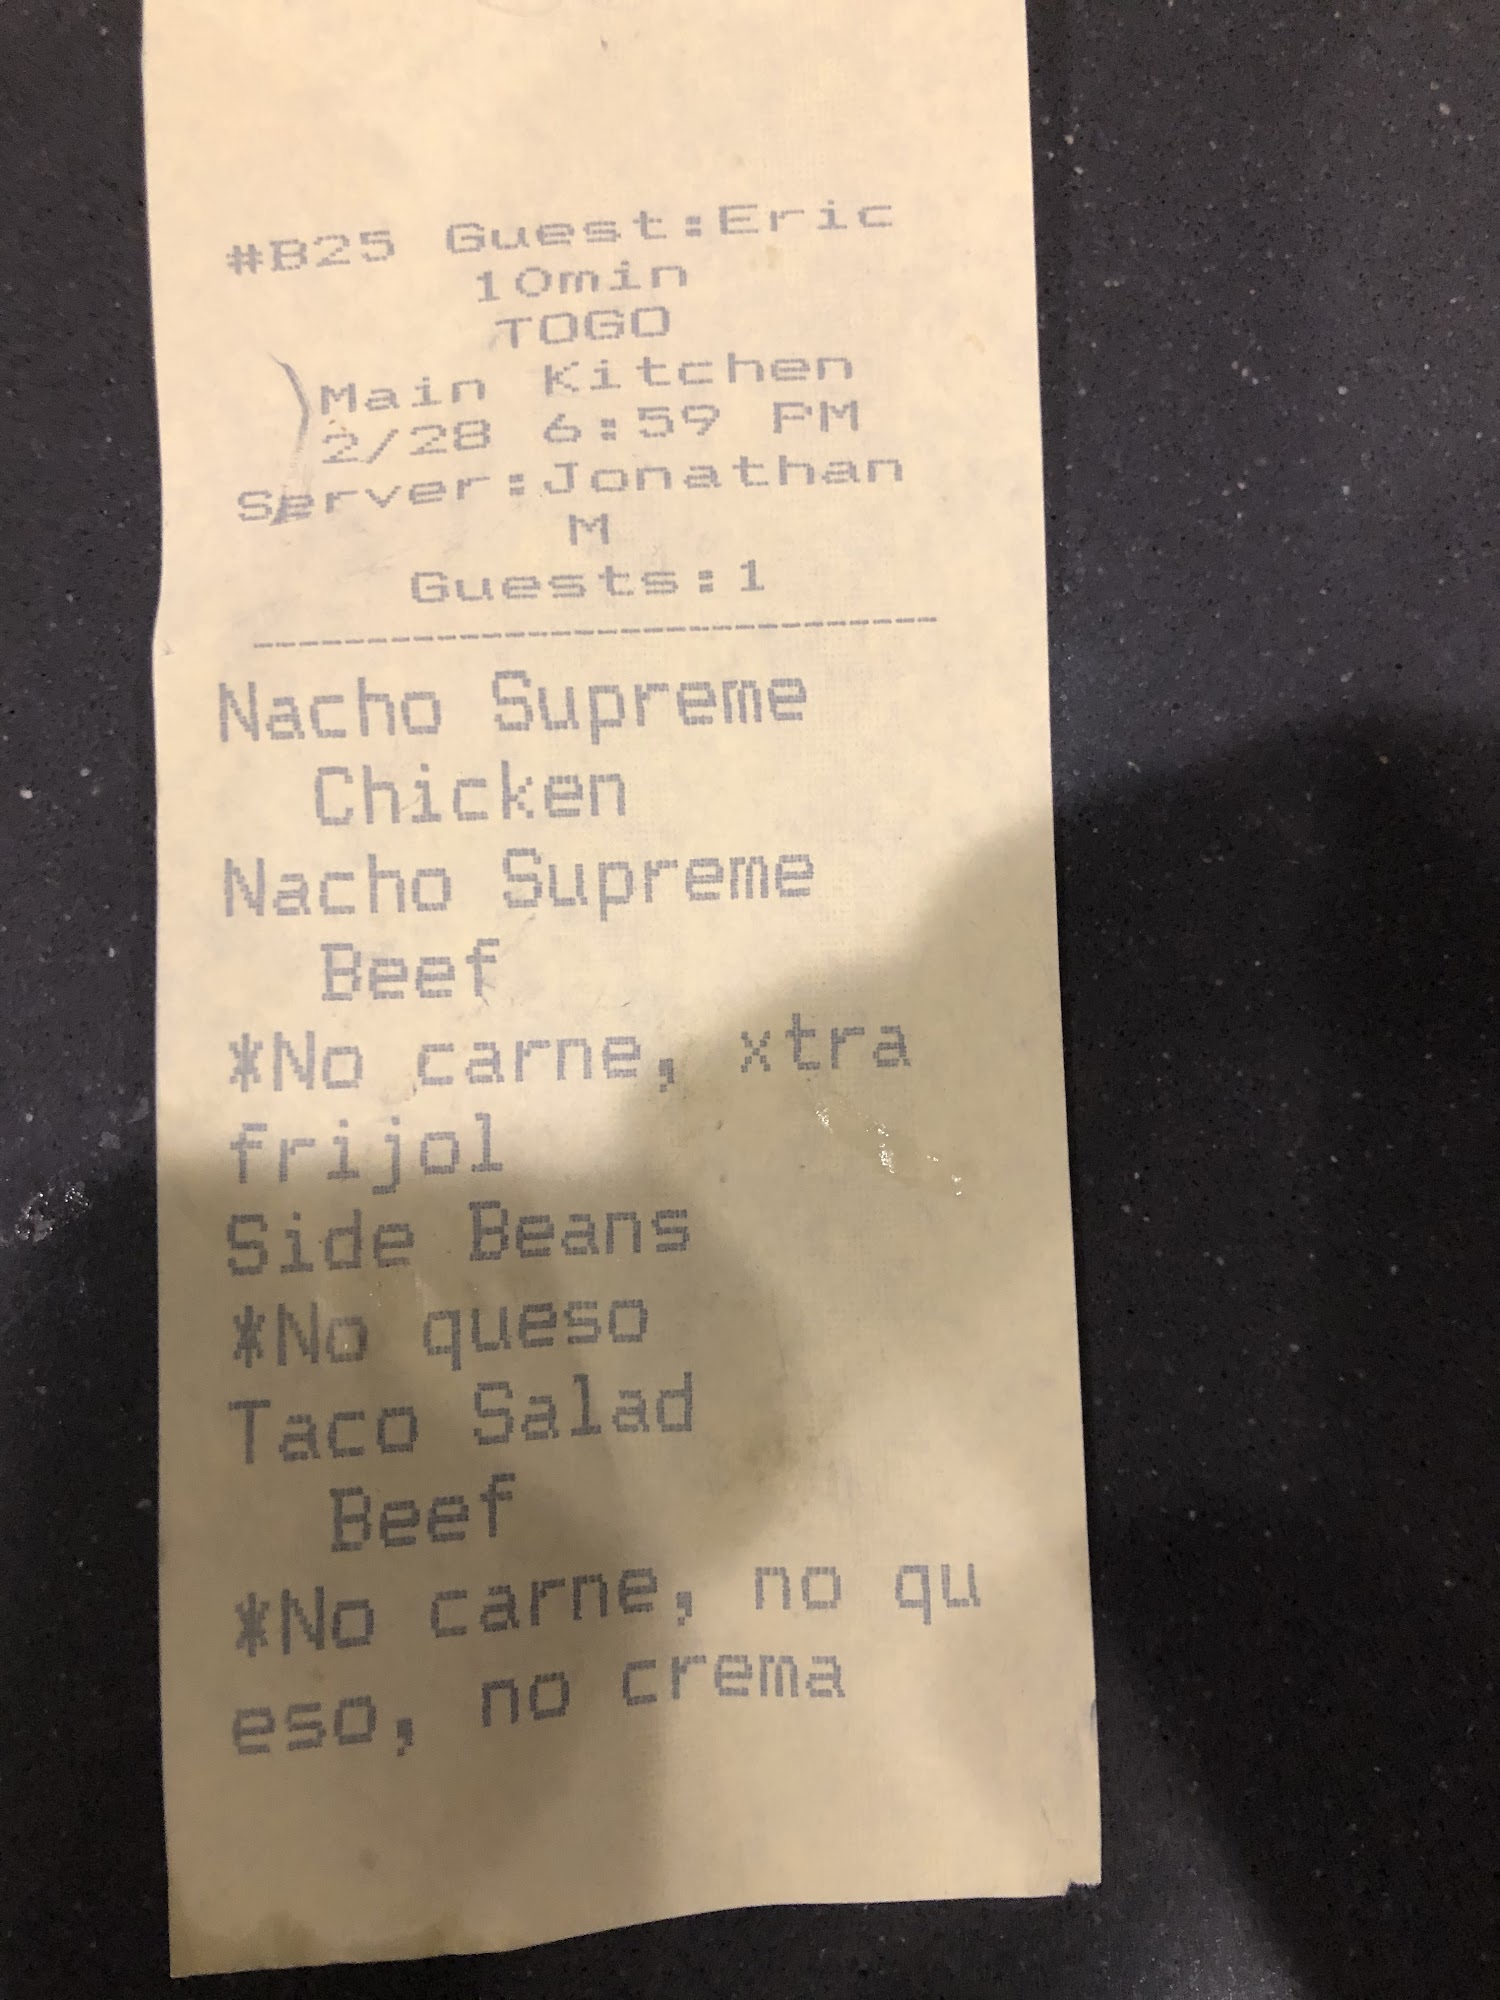 #B25 Guest:Eric
10min
TOGO
Main Kitchen
2/28 6:59 PM
Server:Jonathan
M
Guests:1
Nacho Supreme
Chicken
Nacho Supreme
Beef
*No carne, xtra
frijol
Side Beans
*No queso
Taco Salad
Beef
*No carne, no qu
eso, no crema